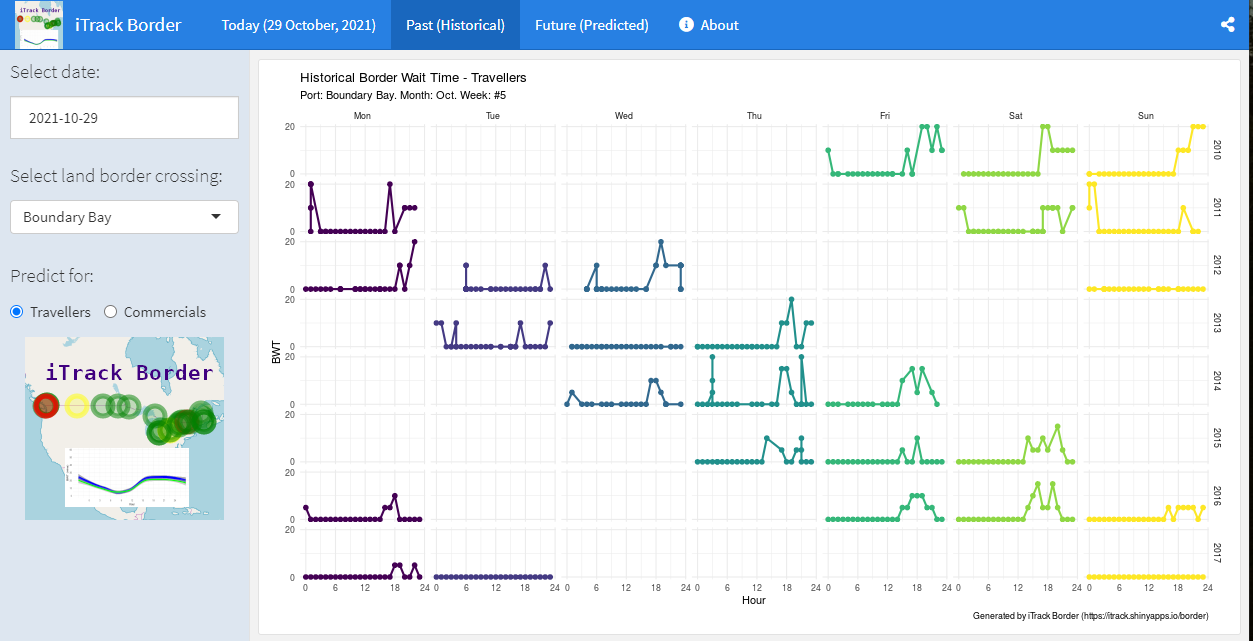 iTrack Border
iTrack Border
Today (29 October, 2021)
Past (Historical)
Future (Predicted)
About
Select date:
2021-10-29
Select land border crossing:
Boundary Bay
Predict for:
Travellers
Commercials
iTrack Border
Historical Border Wait Time - Travellers
Port: Boundary Bay. Month: Oct. Week: #5
Mon Tue Wed Thu Fri Sat Sun
20
0
2010
20
0
2011
20
0
2012
20
0
2013
20
0
2014
20
0
2015
20
0
2016
20
0
2017
BWT
0 6 12 18 24 0 6 12 18 24 0 6 12 18 24 0 6 12 18 24 0 6 12 18 24 0 6 12 18 24 0 6 12 18 24
Hour
Generated by iTrack Border (https://itrack.shinyapps.io/border)